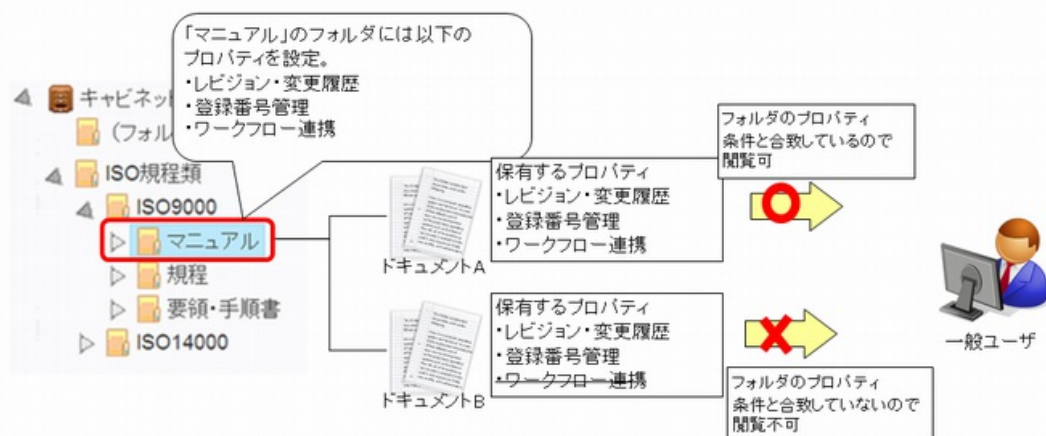 「マニュアル」のフォルダには以下の
プロパティを設定。
・レビジョン・変更履歴
・登録番号管理
・ワークフロー連携
キャビネッ
(フォル
ISO規程類
ISO9000
マニュアル
規程
要領・手順書
ISO14000
ドキュメントA
保有するプロパティ
・レビジョン・変更履歴
・登録番号管理
・ワークフロー連携
フォルダのプロパティ
条件と合致しているので
閲覧可
ドキュメントB
保有するプロパティ
・レビジョン・変更履歴
・登録番号管理
・ワークフロー連携
フォルダのプロパティ
条件と合致していないので
閲覧不可
一般ユーザ